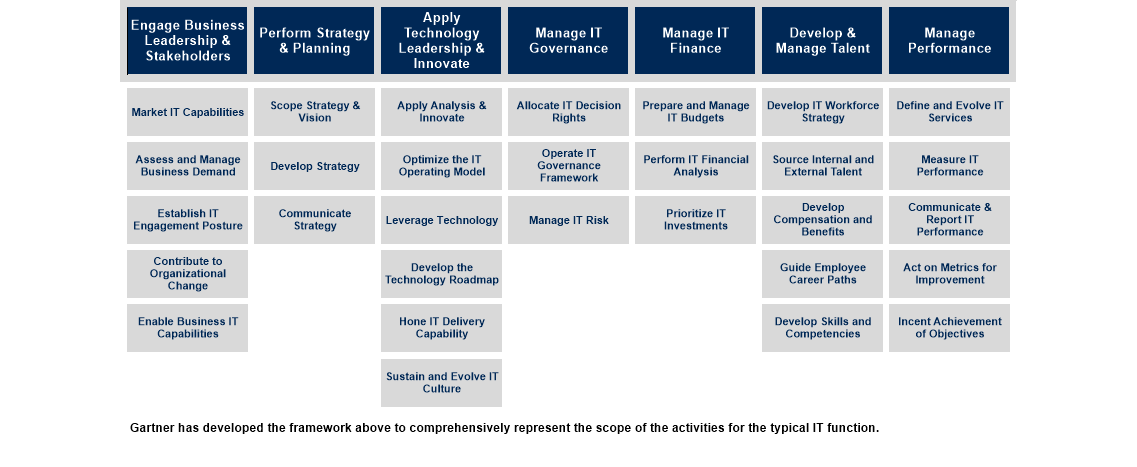 Engage Business
Leadership &
Stakeholders
Perform Strategy
& Planning
Apply
Technology
Leadership &
Innovate
Manage IT
Governance
Manage IT
Finance
Develop &
Manage Talent
Manage
Performance
Market IT Capabilities
Scope Strategy &
Vision
Apply Analysis &
Innovate
Allocate IT Decision
Rights
Prepare and Manage
IT Budgets
Develop IT Workforce
Strategy
Define and Evolve IT
Services
Assess and Manage
Business Demand
Develop Strategy
Optimize the IT
Operating Model
Operate IT
Governance
Framework
Perform IT Financial
Analysis
Source Internal and
External Talent
Measure IT
Performance
Establish IT
Engagement Posture
Communicate
Strategy
Leverage Technology
Manage IT Risk
Prioritize IT
Investments
Develop
Compensation and
Benefits
Communicate &
Report IT
Performance
Contribute to
Organizational
Change
Develop the
Technology Roadmap
Guide Employee
Career Paths
Act on Metrics for
Improvement
Enable Business IT
Capabilities
Hone IT Delivery
Capability
Develop Skills and
Competencies
Incent Achievement
of Objectives
Sustain and Evolve IT
Culture
Gartner has developed the framework above to comprehensively represent the scope of the activities for the typical IT function.